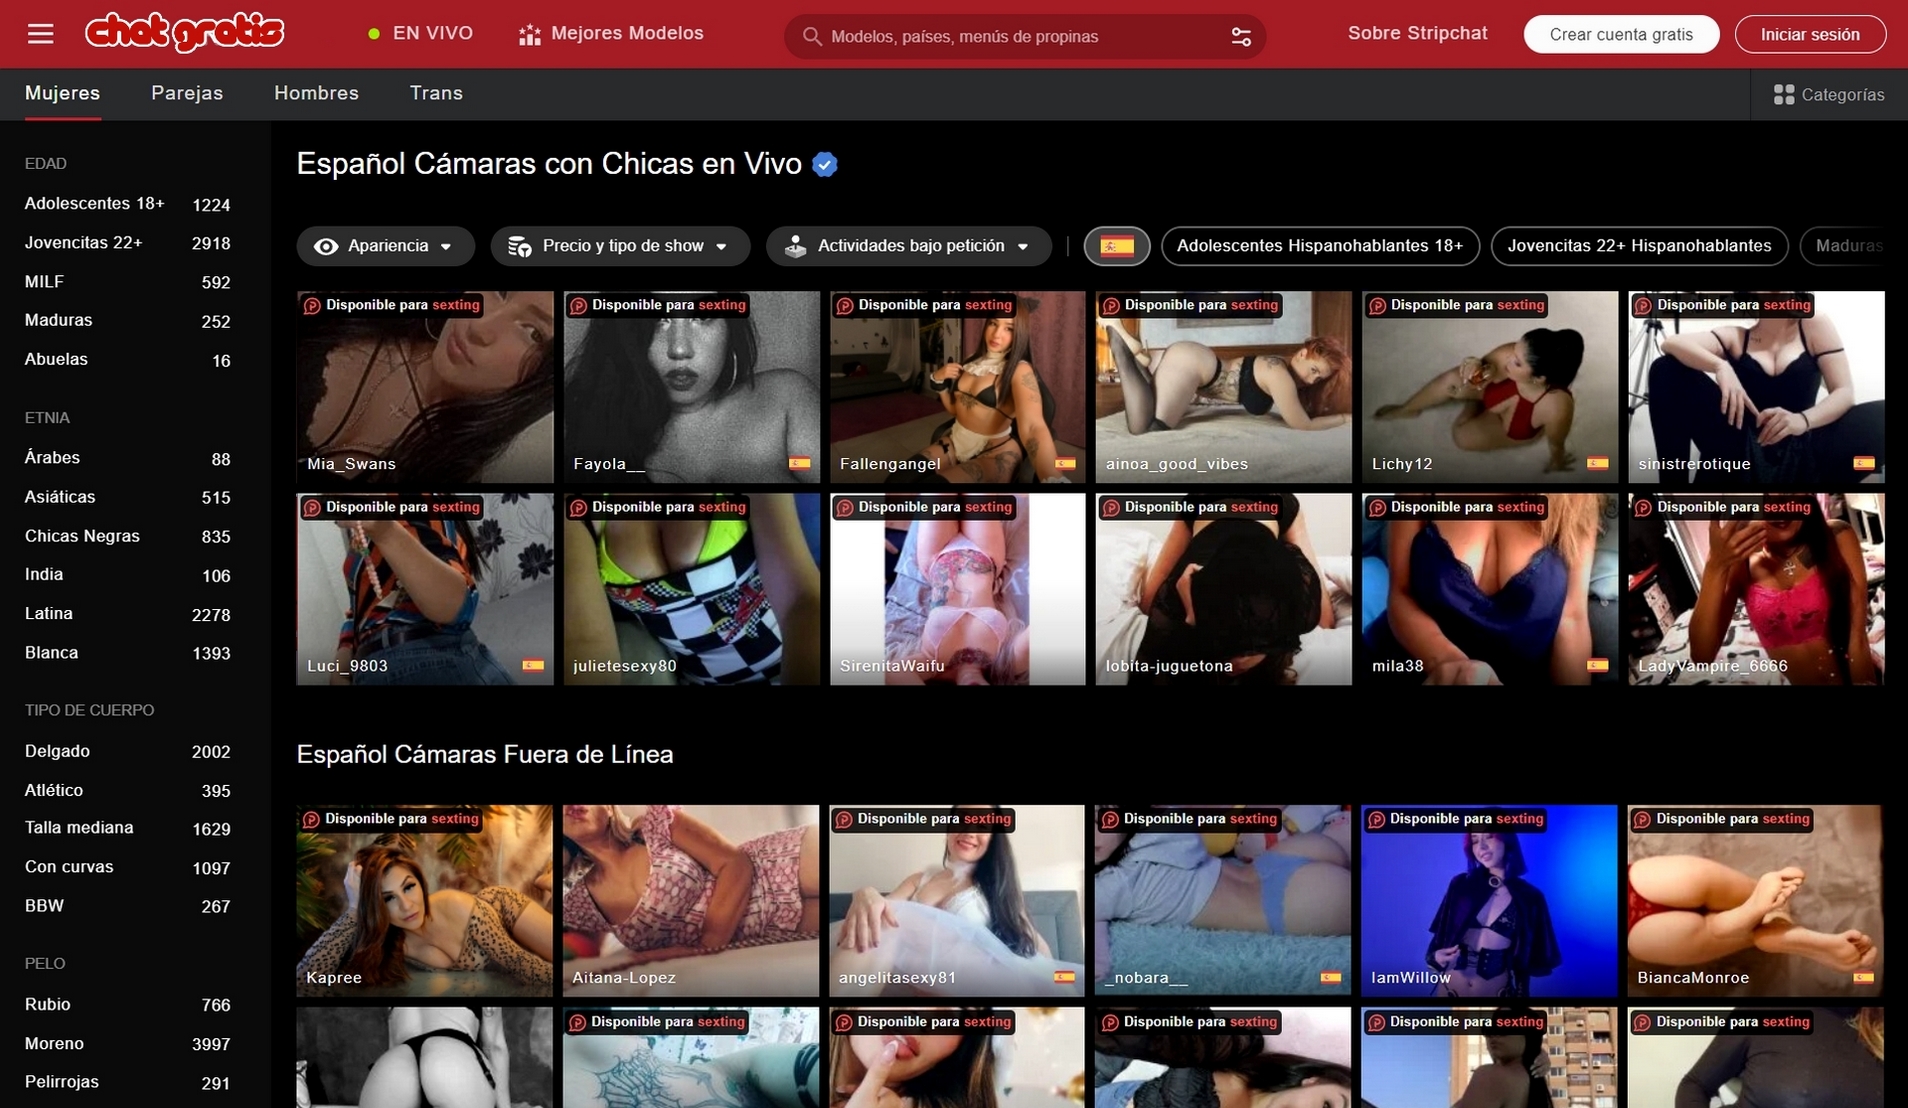 chat gratis
EN VIVO
Mejores Modelos
Modelos, países, menús de propinas
Sobre Stripchat
Crear cuenta gratis
Iniciar sesión
Mujeres
Parejas
Hombres
Trans
Categorías
EDAD
Adolescentes 18+ 1224
Jovencitas 22+ 2918
MILF 592
Maduras 252
Abuelas 16
ETNIA
Árabes 88
Asiáticas 515
Chicas Negras 835
India 106
Latina 2278
Blanca 1393
TIPO DE CUERPO
Delgado 2002
Atlético 395
Talla mediana 1629
Con curvas 1097
BBW 267
PELO
Rubio 766
Moreno 3997
Pelirrojas 291
Español Cámaras con Chicas en Vivo
Apariencia
Precio y tipo de show
Actividades bajo petición
Adolescentes Hispanohablantes 18+
Jovencitas 22+ Hispanohablantes
Maduras
Disponible para sexting
Disponible para sexting
Disponible para sexting
Disponible para sexting
Disponible para sexting
Disponible para sexting
Mia_Swans
Fayola__
Fallengangel
ainoa_good_vibes
Lichy12
sinistrerotique
Disponible para sexting
Disponible para sexting
Disponible para sexting
Disponible para sexting
Disponible para sexting
Disponible para sexting
Luci_9803
julietesexy80
SirenitaWaifu
lobita-juguetona
mila38
LadyVampire_6666
Español Cámaras Fuera de Línea
Disponible para sexting
Disponible para sexting
Disponible para sexting
Disponible para sexting
Disponible para sexting
Kapree
Aitana-Lopez
angelitasexy81
_nobara__
IamWillow
BiancaMonroe
Disponible para sexting
Disponible para sexting
Disponible para sexting
Disponible para sexting
Disponible para sexting